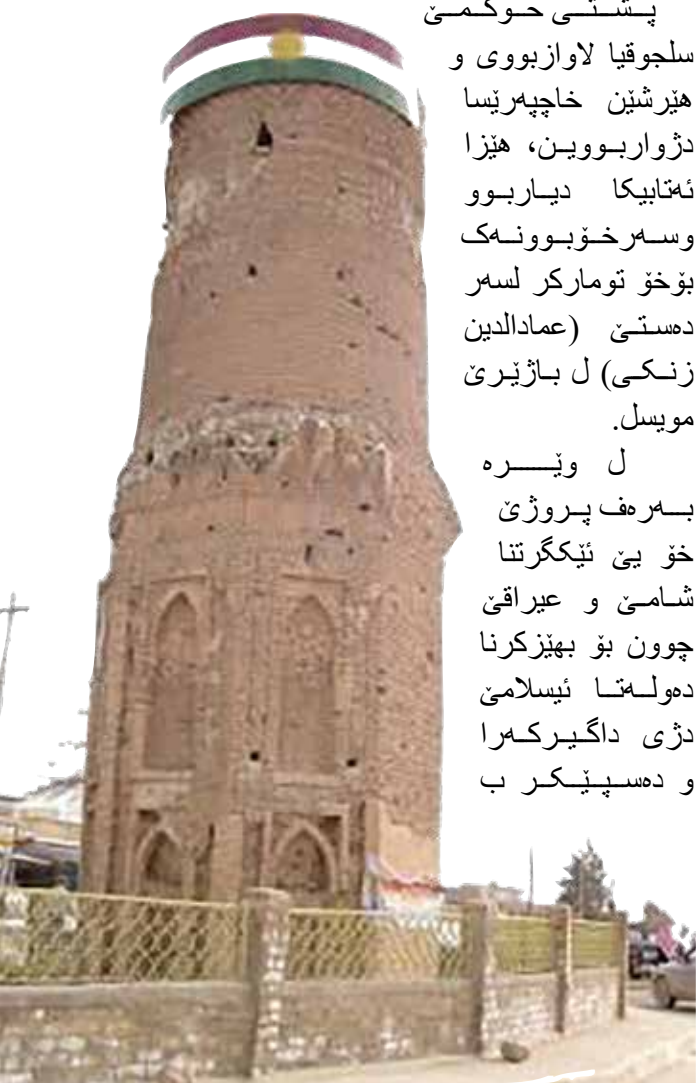 پشتی حوکمێ
سلجوقیا لاوازبووی و
هێرشێن خاچپەرێسا
دژواربووین، هێزا
ئەتابیکا دیاربوو
وسەرخۆبوونەک
بۆخۆ تومارکر لسەر
دەستێ (عمادالدین
زنکی) ل باژێرێ
مویسل.
ل وێرە
بەرەف پروژێ
خۆ یێ ئێکگرتنا
شامێ و عیراقێ
چوون بۆ بهێزکرنا
دەولەتا ئیسلامێ
دژی داگیرکەرا
و دەسپێکر ب